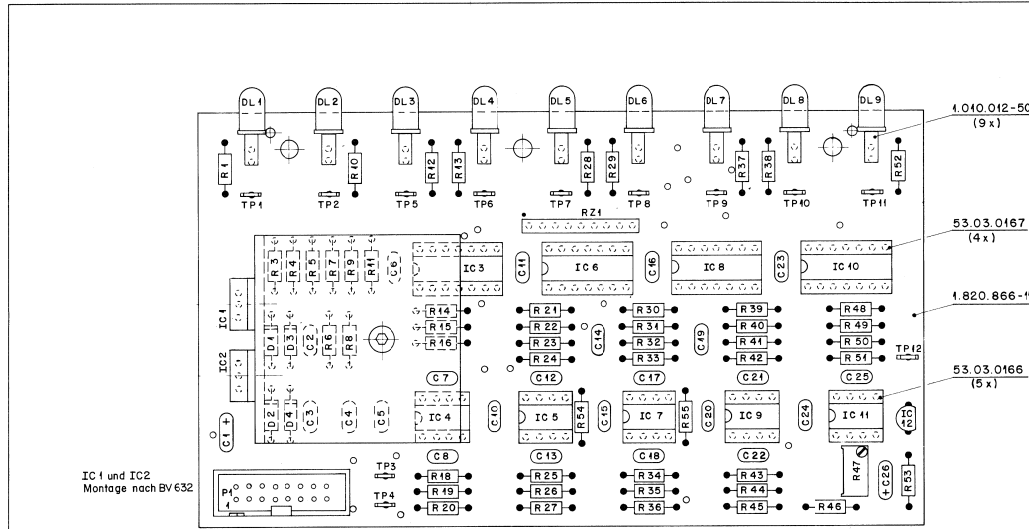 DL1 DL2 DL3 DL4 DL5 DL6 DL7 DL8 DL9
1.010.012-50
(9x)
R1 R10 R12 R13 R28 R29 R37 R38 R52
TP1 TP2 TP5 TP6 TP7 TP8 TP9 TP10 TP11
RZ1
53.03.0167
(4x)
R3 R4 R5 R7 R9 R11 C6 IC3 C11 IC6 C16 IC8 C23 IC10
IC1
1.820.866-1
R14 R21 R30 R39 R48
R15 R22 R31 R40 R49
R16 R23 R32 R41 R50
R24 R33 R42 R51
D1 D3 C2 R6 R8 C14 C19 TP12
IC2
C7 C12 C17 C21 C25
53.03.0166
(5x)
D2 D4 C3 C4 C5 IC4 C10 IC5 R54 C15 IC7 R55 C20 IC9 C24 IC11 IC12
C1 +
C8 C13 C18 C22
IC1 und IC2
Montage nach BV632
P1
1
TP3
TP4
R18 R25 R34 R43
R19 R26 R35 R44
R20 R27 R36 R45 R46
R47 +C26 R53